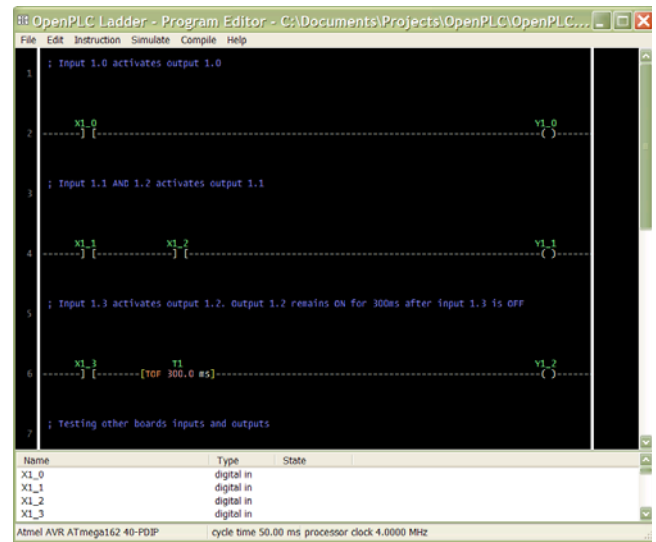 OpenPLC Ladder - Program Editor - C:\Documents\Projects\OpenPLC\OpenPLC...
File Edit Instruction Simulate Compile Help
1 ; Input 1.0 activates output 1.0
X1_0 Y1_0
2 -------] [-------( )------
3 ; Input 1.1 AND 1.2 activates output 1.1
X1_1 X1_2 Y1_1
4 -------] [-------] [-------( )------
5 ; Input 1.3 activates output 1.2. Output 1.2 remains ON for 300ms after input 1.3 is OFF
X1_3 T1 Y1_2
6 -------] [-------[TOF 300.0 ms]-------( )------
7 ; Testing other boards inputs and outputs
Name Type State
X1_0 digital in
X1_1 digital in
X1_2 digital in
X1_3 digital in
Atmel AVR ATmega162 40-PDIP cycle time 50.00 ms processor clock 4.0000 MHz